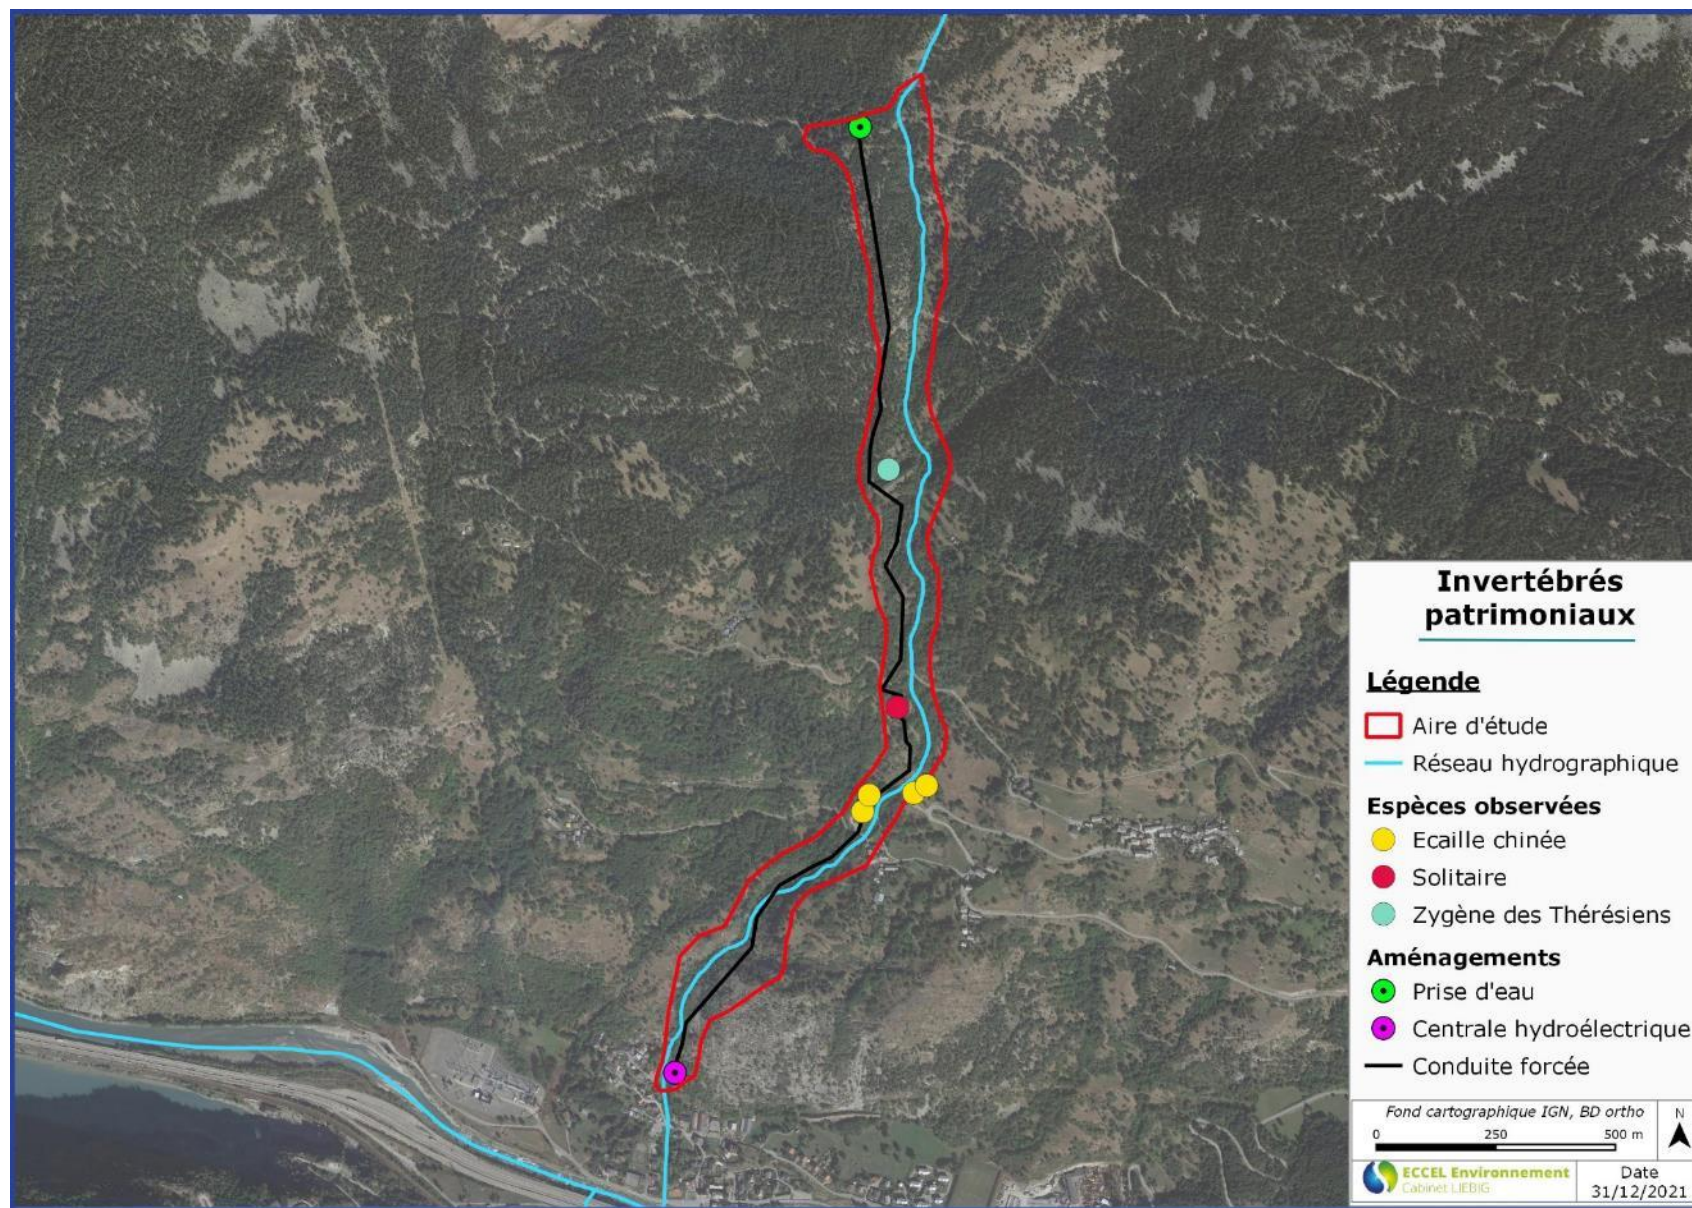 Invertébrés
patrimoniaux
Légende
Aire d'étude
Réseau hydrographique
Espèces observées
Ecaille chinée
Solitaire
Zygène des Thérésiens
Aménagements
Prise d'eau
Centrale hydroélectrique
Conduite forcée
Fond cartographique IGN, BD ortho
N
0 250 500 m
ECCEL Environnement
Cabinet LIEBIG
Date
31/12/2021